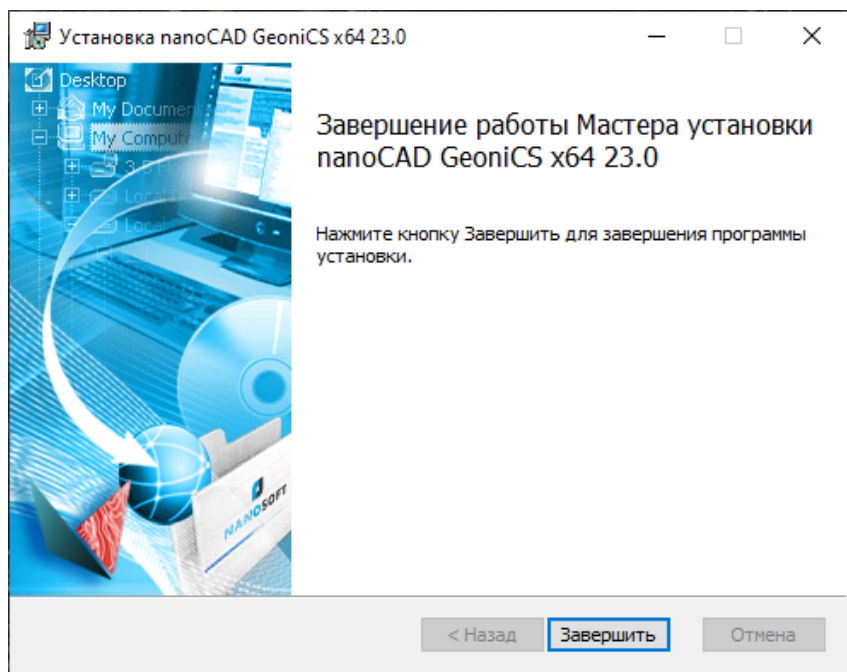 Установка nanoCAD GeoniCS x64 23.0
Desktop
My Documen
My Compute
Завершение работы Мастера установки
nanoCAD GeoniCS x64 23.0
Нажмите кнопку Завершить для завершения программы
установки.
NANOSOFT
< Назад
Завершить
Отмена